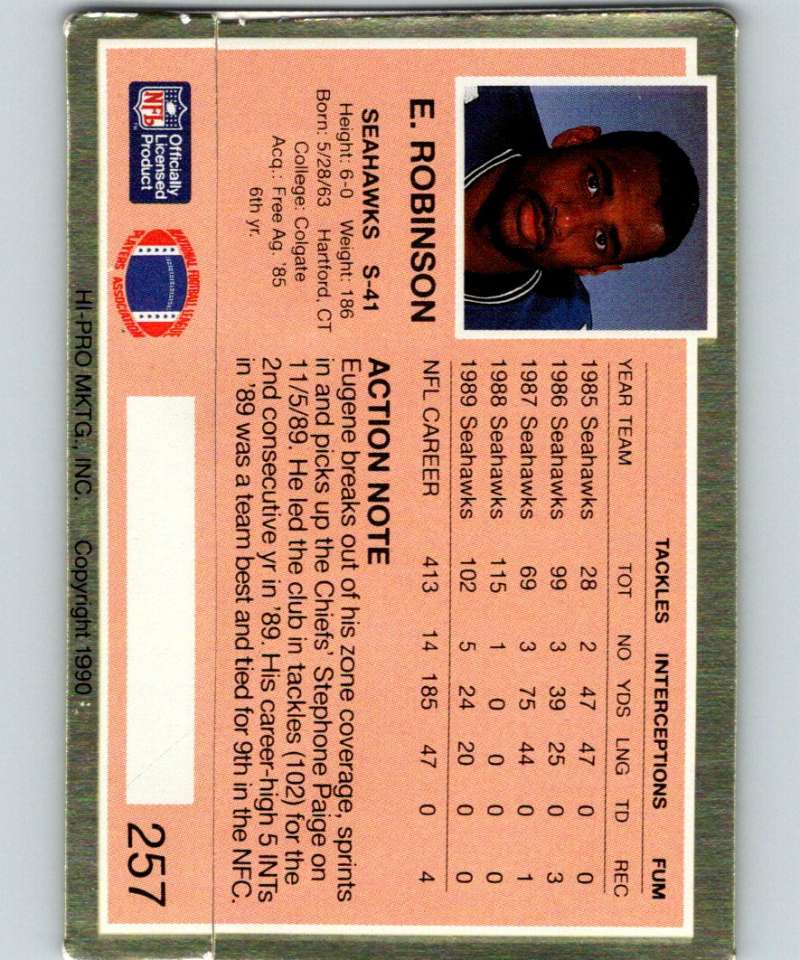 E. ROBINSON
SEAHAWKS S-41
Height: 6-0 Weight: 186
Born: 5/28/63 Hartford, CT
College: Colgate
Acq.: Free Ag. '85
6th yr.
TACKLES INTERCEPTIONS FUM
YEAR TEAM TOT NO YDS LNG TD REC
1985 Seahawks 28 2 47 47 0 0
1986 Seahawks 99 3 39 25 0 3
1987 Seahawks 69 3 75 44 0 1
1988 Seahawks 115 1 0 0 0 0
1989 Seahawks 102 5 24 20 0 0
NFL CAREER 413 14 185 47 0 4
ACTION NOTE
Eugene breaks out of his zone coverage, sprints
in and picks up the Chiefs' Stephone Paige on
11/5/89. He led the club in tackles (102) for the
2nd consecutive yr in '89. His career-high 5 INTs
in '89 was a team best and tied for 9th in the NFC.
NFL
Officially
Licensed
Product
NATIONAL FOOTBALL LEAGUE
PLAYERS ASSOCIATION
257
HI-PRO MKTG., INC. Copyright 1990